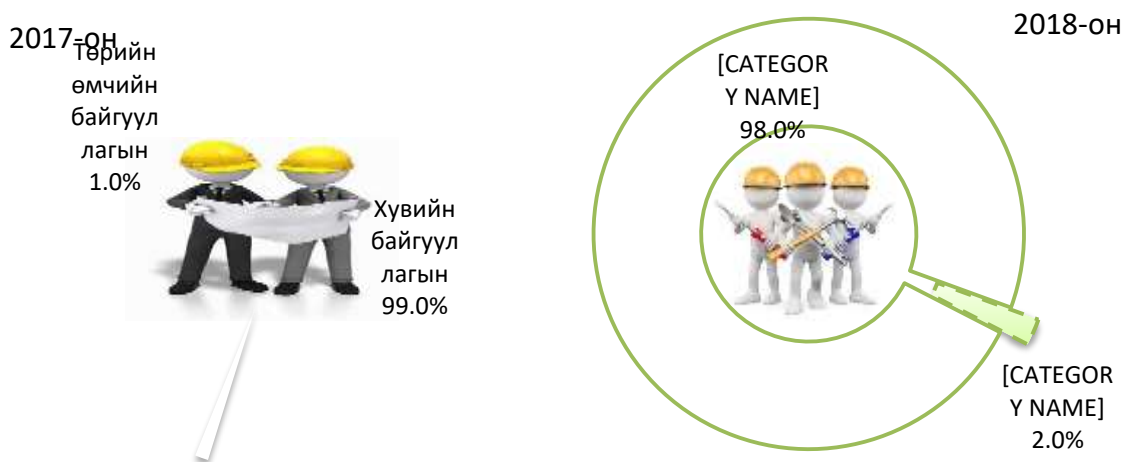 2017-он
Төрийн
өмчийн
байгуул
лагын
1.0%
Хувийн
байгуул
лагын
99.0%
2018-он
[CATEGOR
Y NAME]
98.0%
[CATEGOR
Y NAME]
2.0%